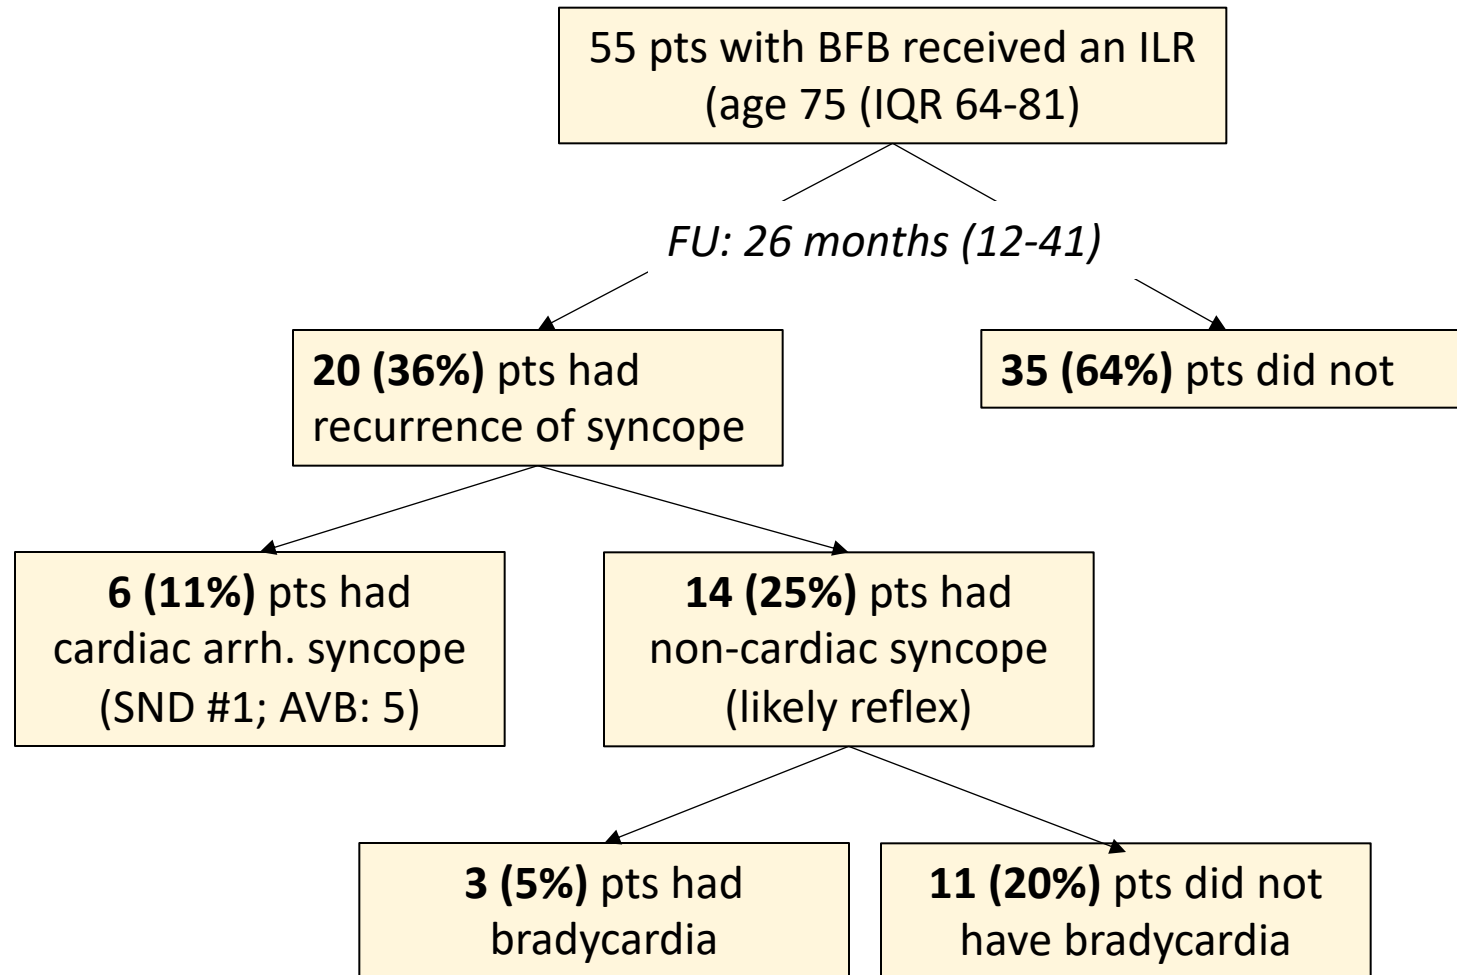 55 pts with BFB received an ILR
(age 75 (IQR 64-81)
FU: 26 months (12-41)
20 (36%) pts had
recurrence of syncope
35 (64%) pts did not
6 (11%) pts had
cardiac arrh. syncope
(SND #1; AVB: 5)
14 (25%) pts had
non-cardiac syncope
(likely reflex)
3 (5%) pts had
bradycardia
11 (20%) pts did not
have bradycardia